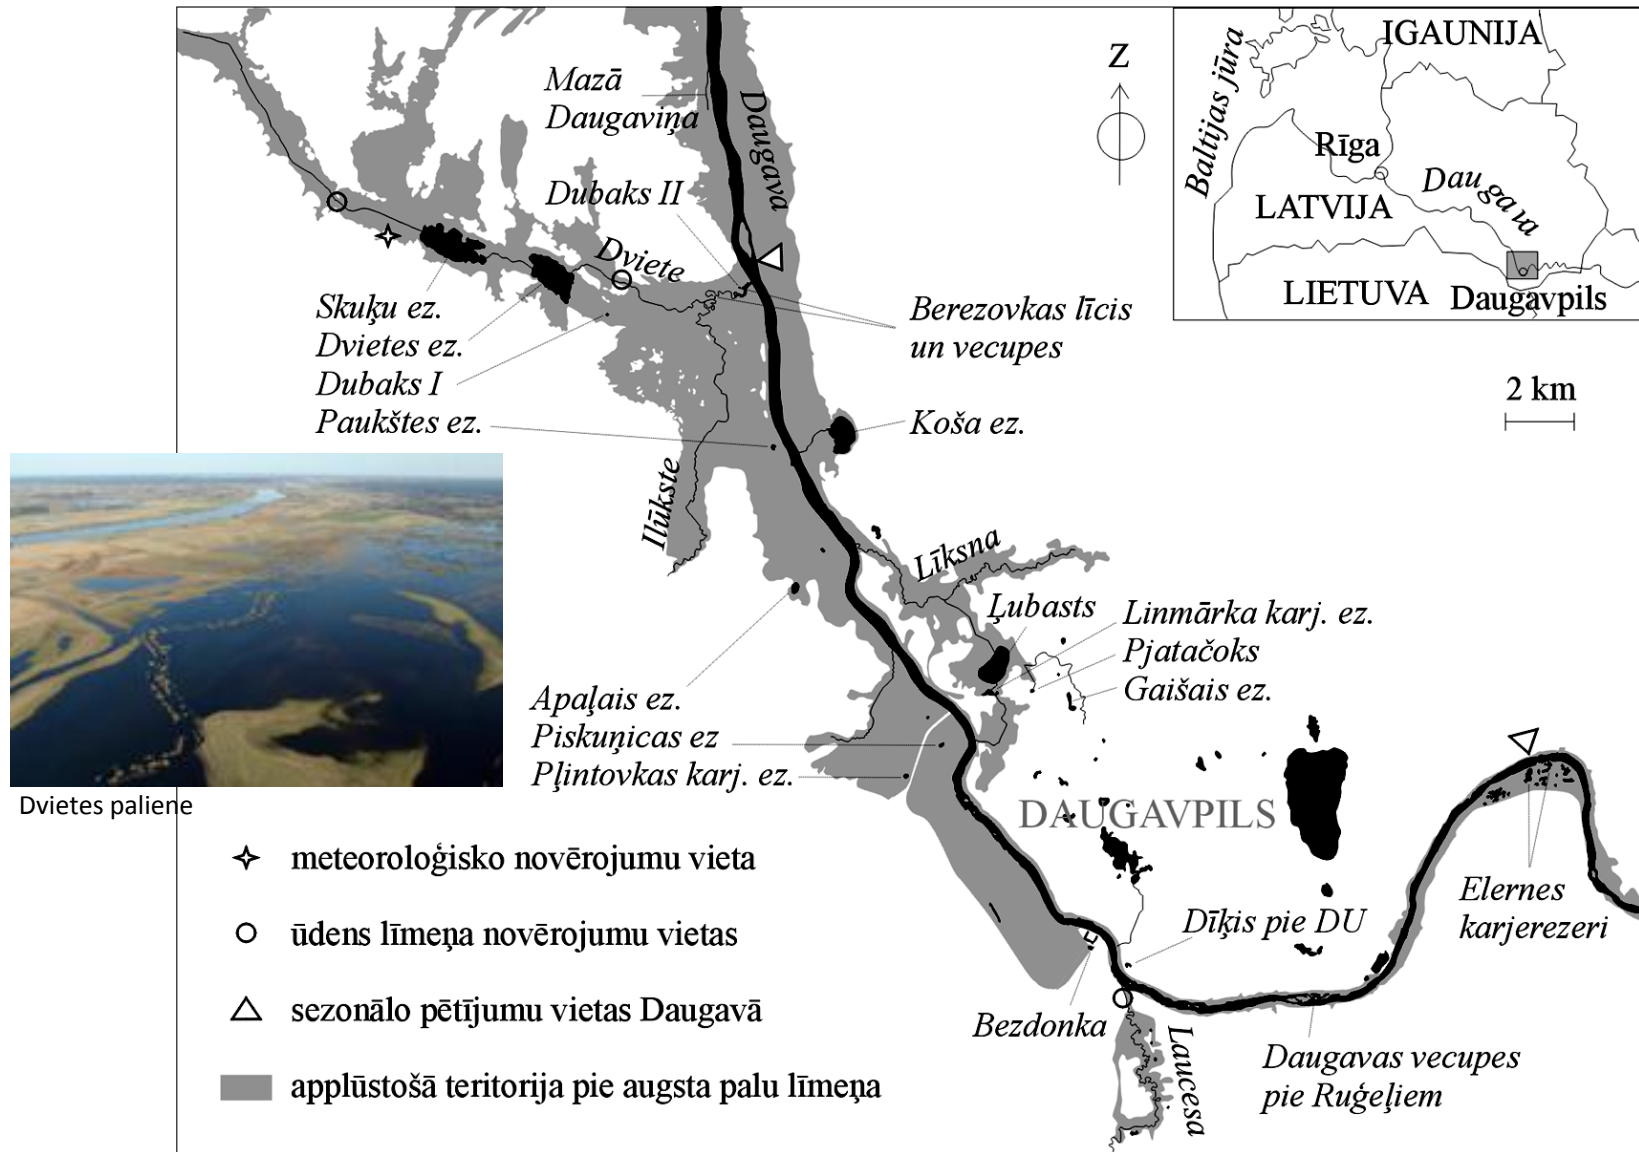 Mazā
Daugaviņa
Daugava
Dubaks II
Dviete
Skuķu ez.
Dvietes ez.
Dubaks I
Paukštes ez.
Berezovkas līcis
un vecupes
Koša ez.
Z
Baltijas jūra
IGAUNIJA
Rīga
LATVIJA
Daugava
LIETUVA
Daugavpils
2 km
Ilūkste
Līksna
Ļubasts
Linmārka karj. ez.
Pjatačoks
Gaišais ez.
Apaļais ez.
Piskuņicas ez
Pļintovkas karj. ez.
Dvietes paliene
DAUGAVPILS
Elernes
karjerezeri
Dīķis pie DU
Bezdonka
Laucesa
Daugavas vecupes
pie Ruģeļiem
meteoroloģisko novērojumu vieta
ūdens līmeņa novērojumu vietas
sezonālo pētījumu vietas Daugavā
applūstošā teritorija pie augsta palu līmeņa